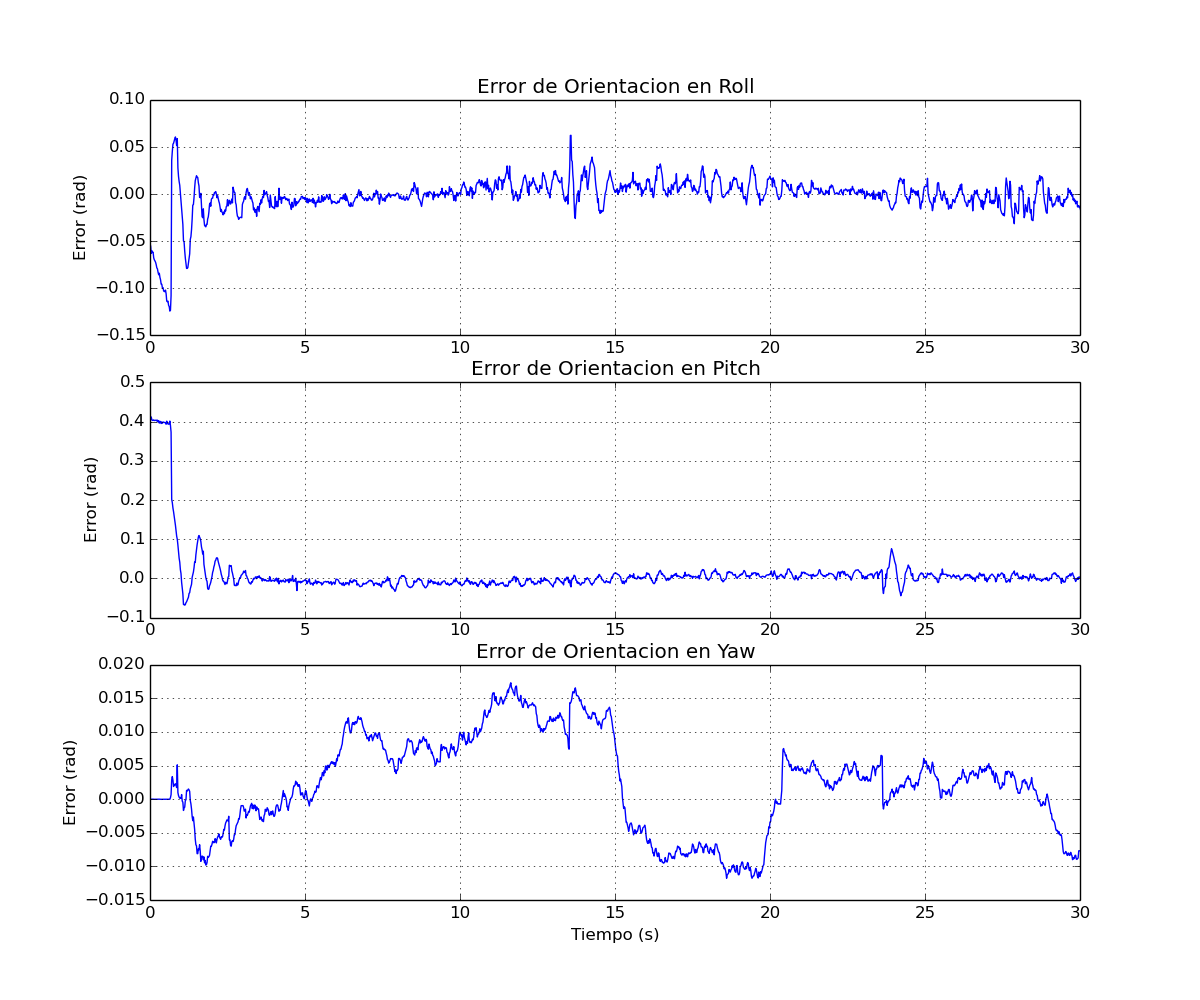 Error de Orientacion en Roll
Error (rad)
0.10
0.05
0.00
−0.05
−0.10
−0.15
0 5 10 15 20 25 30
Error de Orientacion en Pitch
Error (rad)
0.5
0.4
0.3
0.2
0.1
0.0
−0.1
0 5 10 15 20 25 30
Error de Orientacion en Yaw
Error (rad)
0.020
0.015
0.010
0.005
0.000
−0.005
−0.010
−0.015
0 5 10 15 20 25 30
Tiempo (s)